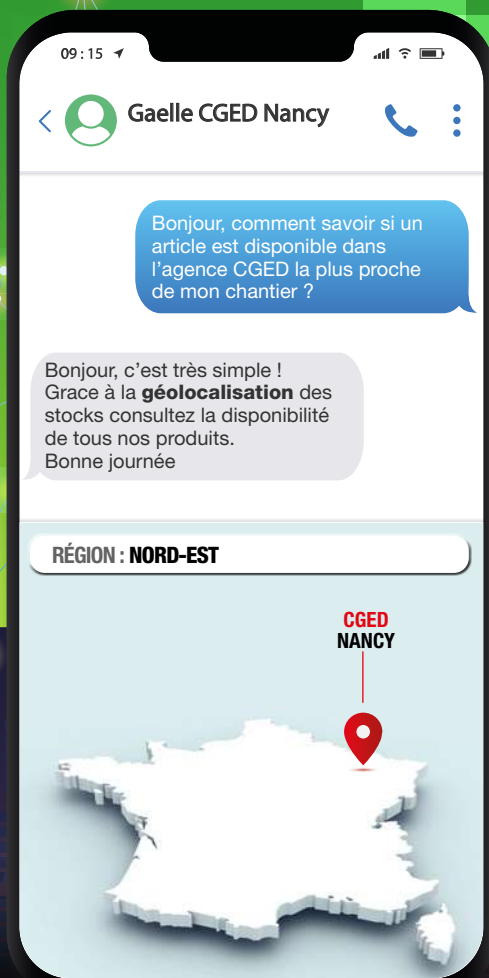 09:15
Gaelle CGED Nancy
Bonjour, comment savoir si un
article est disponible dans
l'agence CGED la plus proche
de mon chantier ?
Bonjour, c'est très simple !
Grace à la géolocalisation des
stocks consultez la disponibilité
de tous nos produits.
Bonne journée
RÉGION : NORD-EST
CGED
NANCY